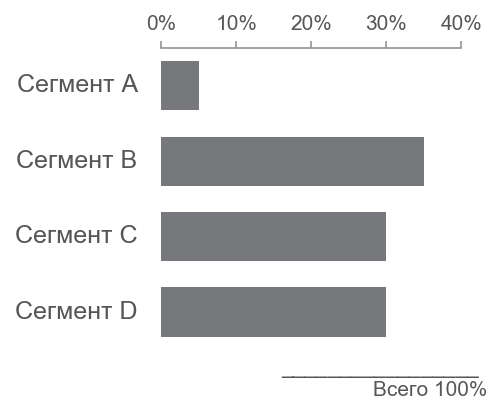 0% 10% 20% 30% 40%
Сегмент A
Сегмент B
Сегмент C
Сегмент D
Всего 100%